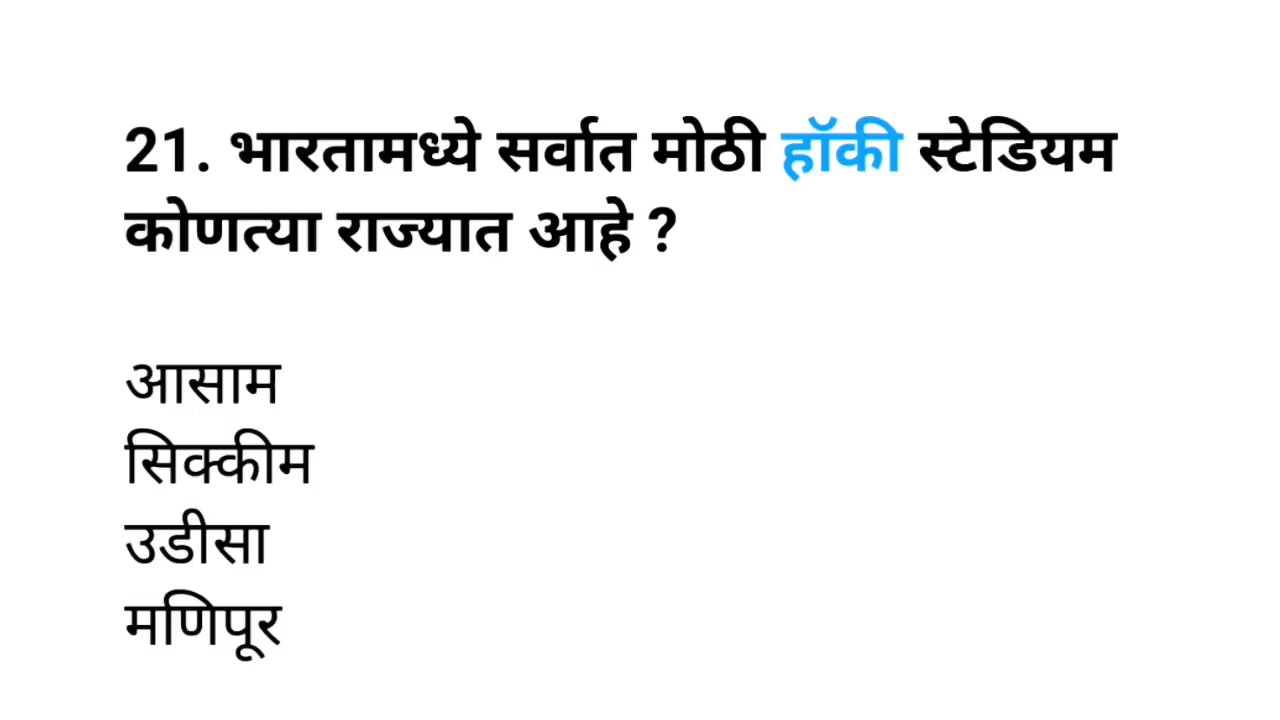 21. भारतामध्ये सर्वात मोठी हॉकी स्टेडियम
कोणत्या राज्यात आहे ?
आसाम
सिक्कीम
उडीसा
मणिपूर